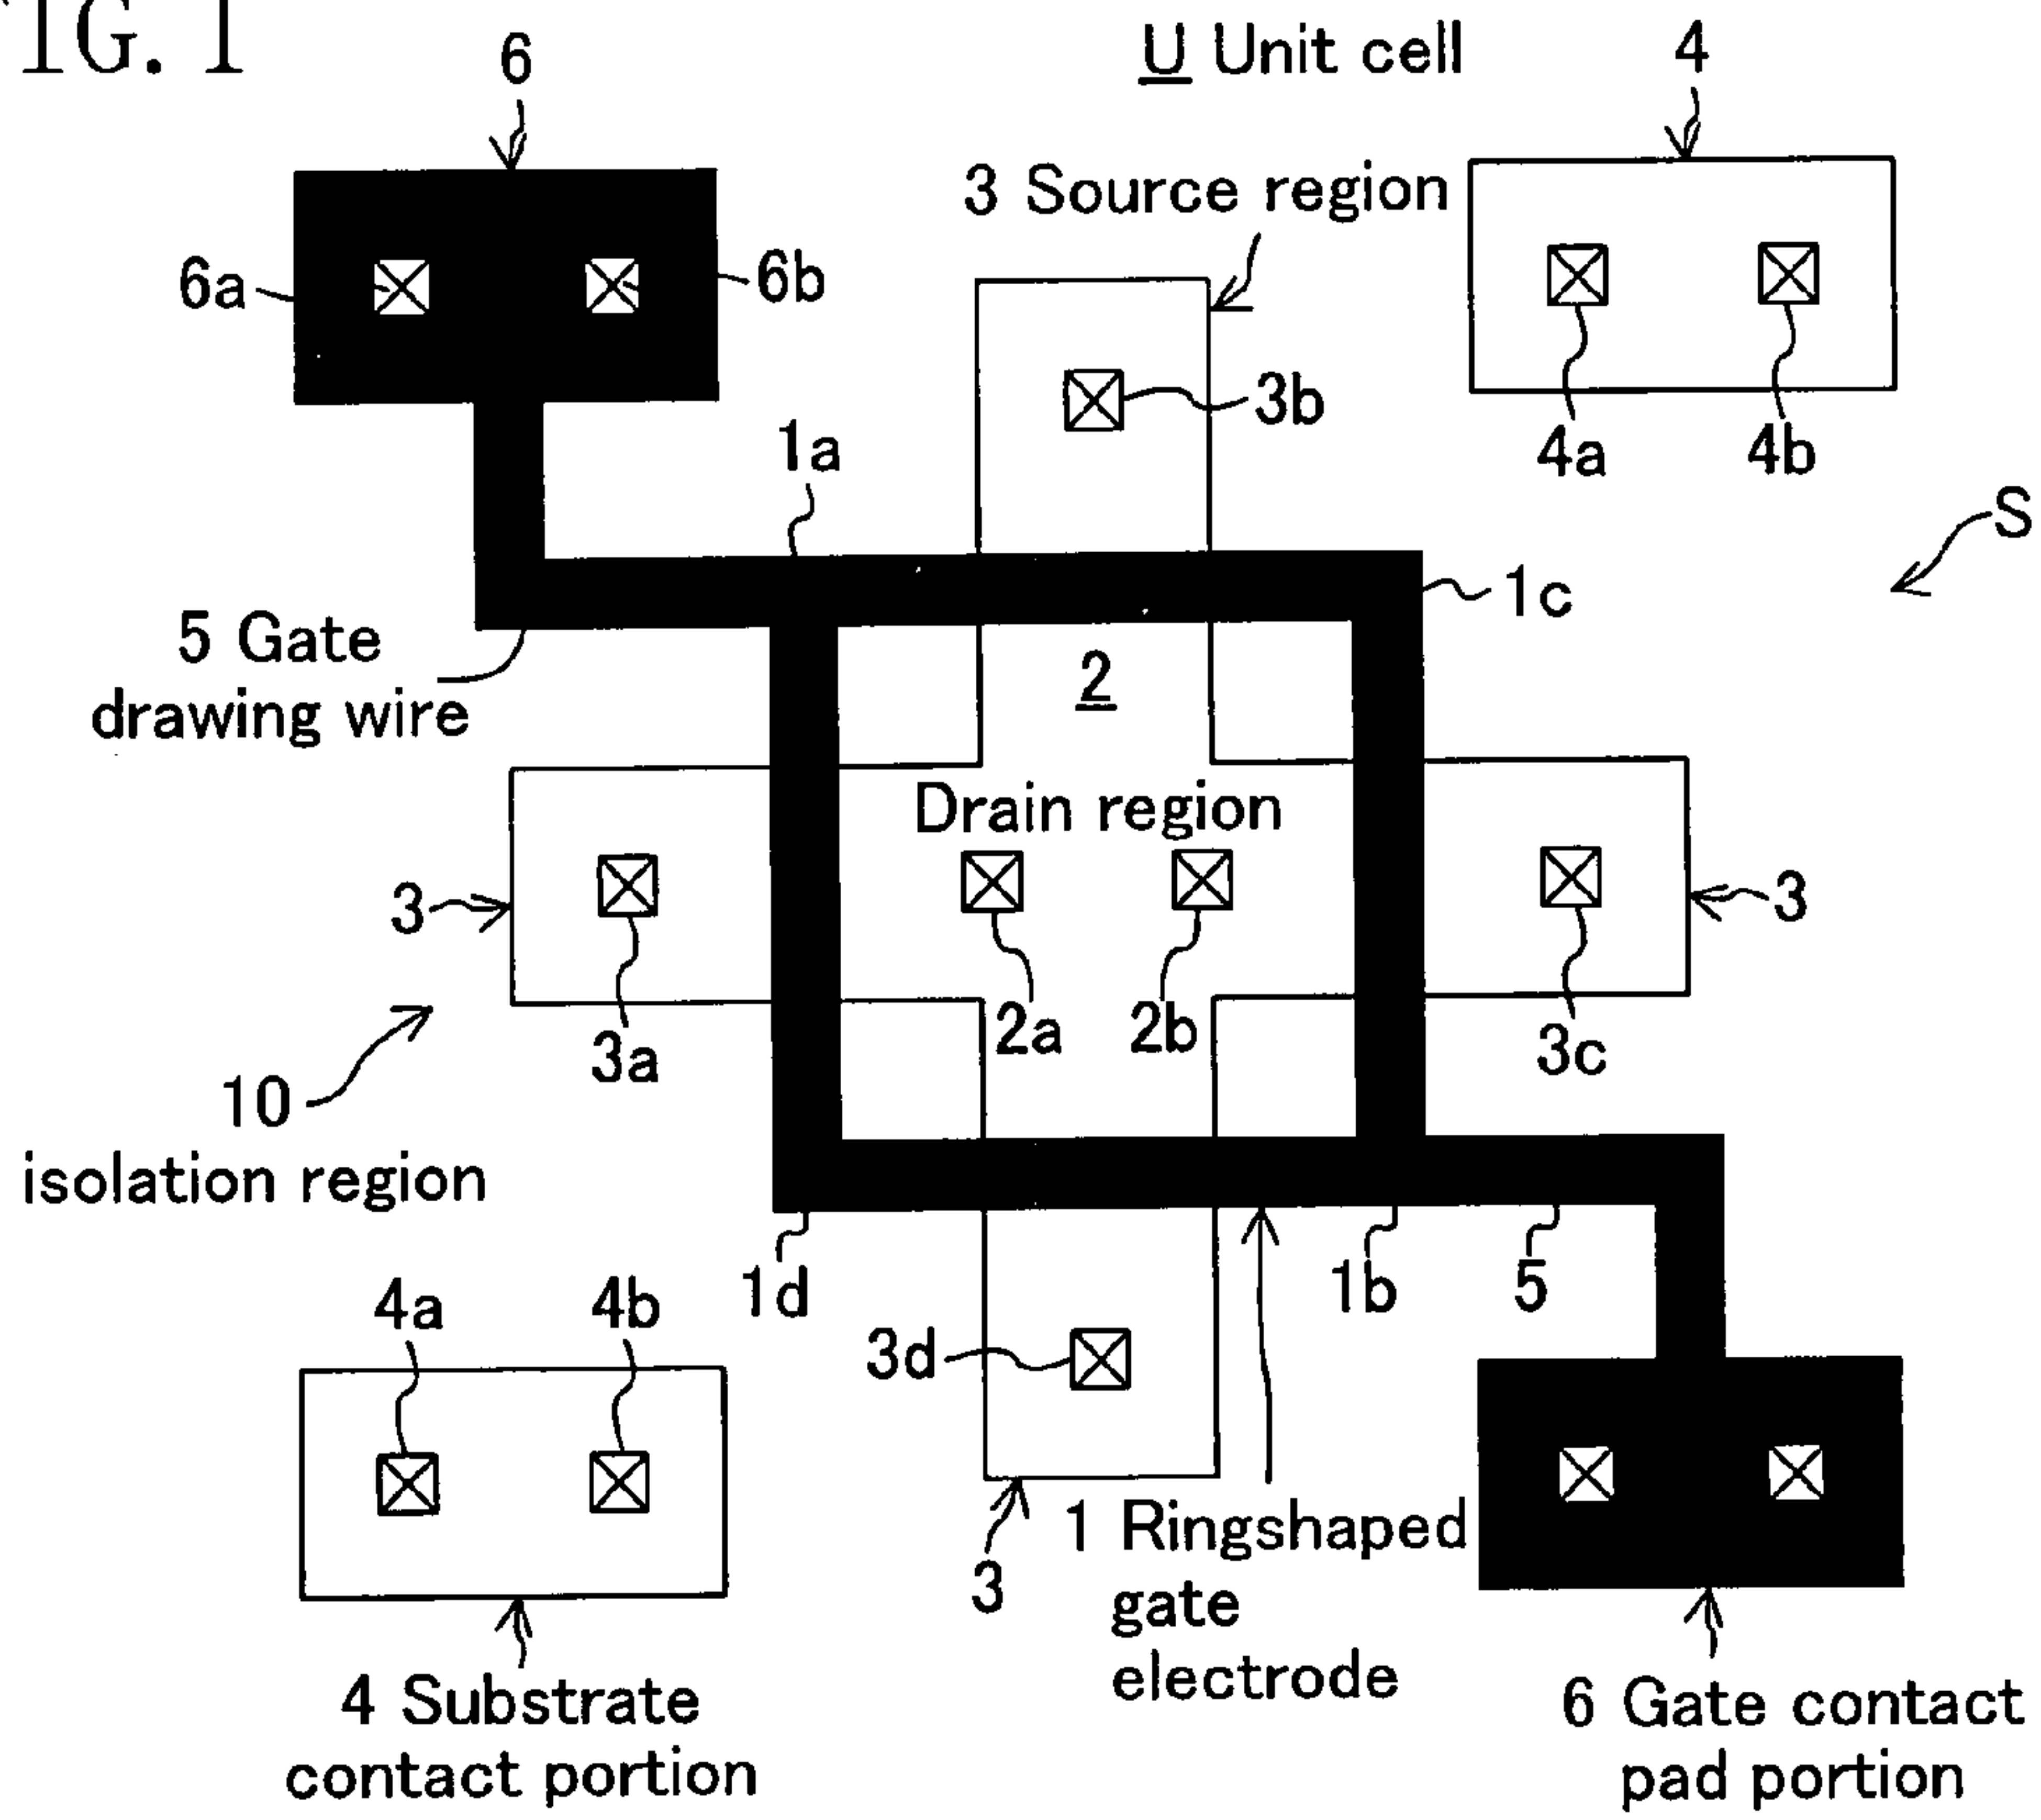 FIG. 1
6
U Unit cell
4
3 Source region
6a
6b
3b
4a
4b
1a
S
1c
5 Gate
drawing wire
2
Drain region
3
3
3a
2a
2b
3c
10
isolation region
1d
1b
5
4a
4b
3d
3
1 Ringshaped
gate
electrode
4 Substrate
contact portion
6 Gate contact
pad portion